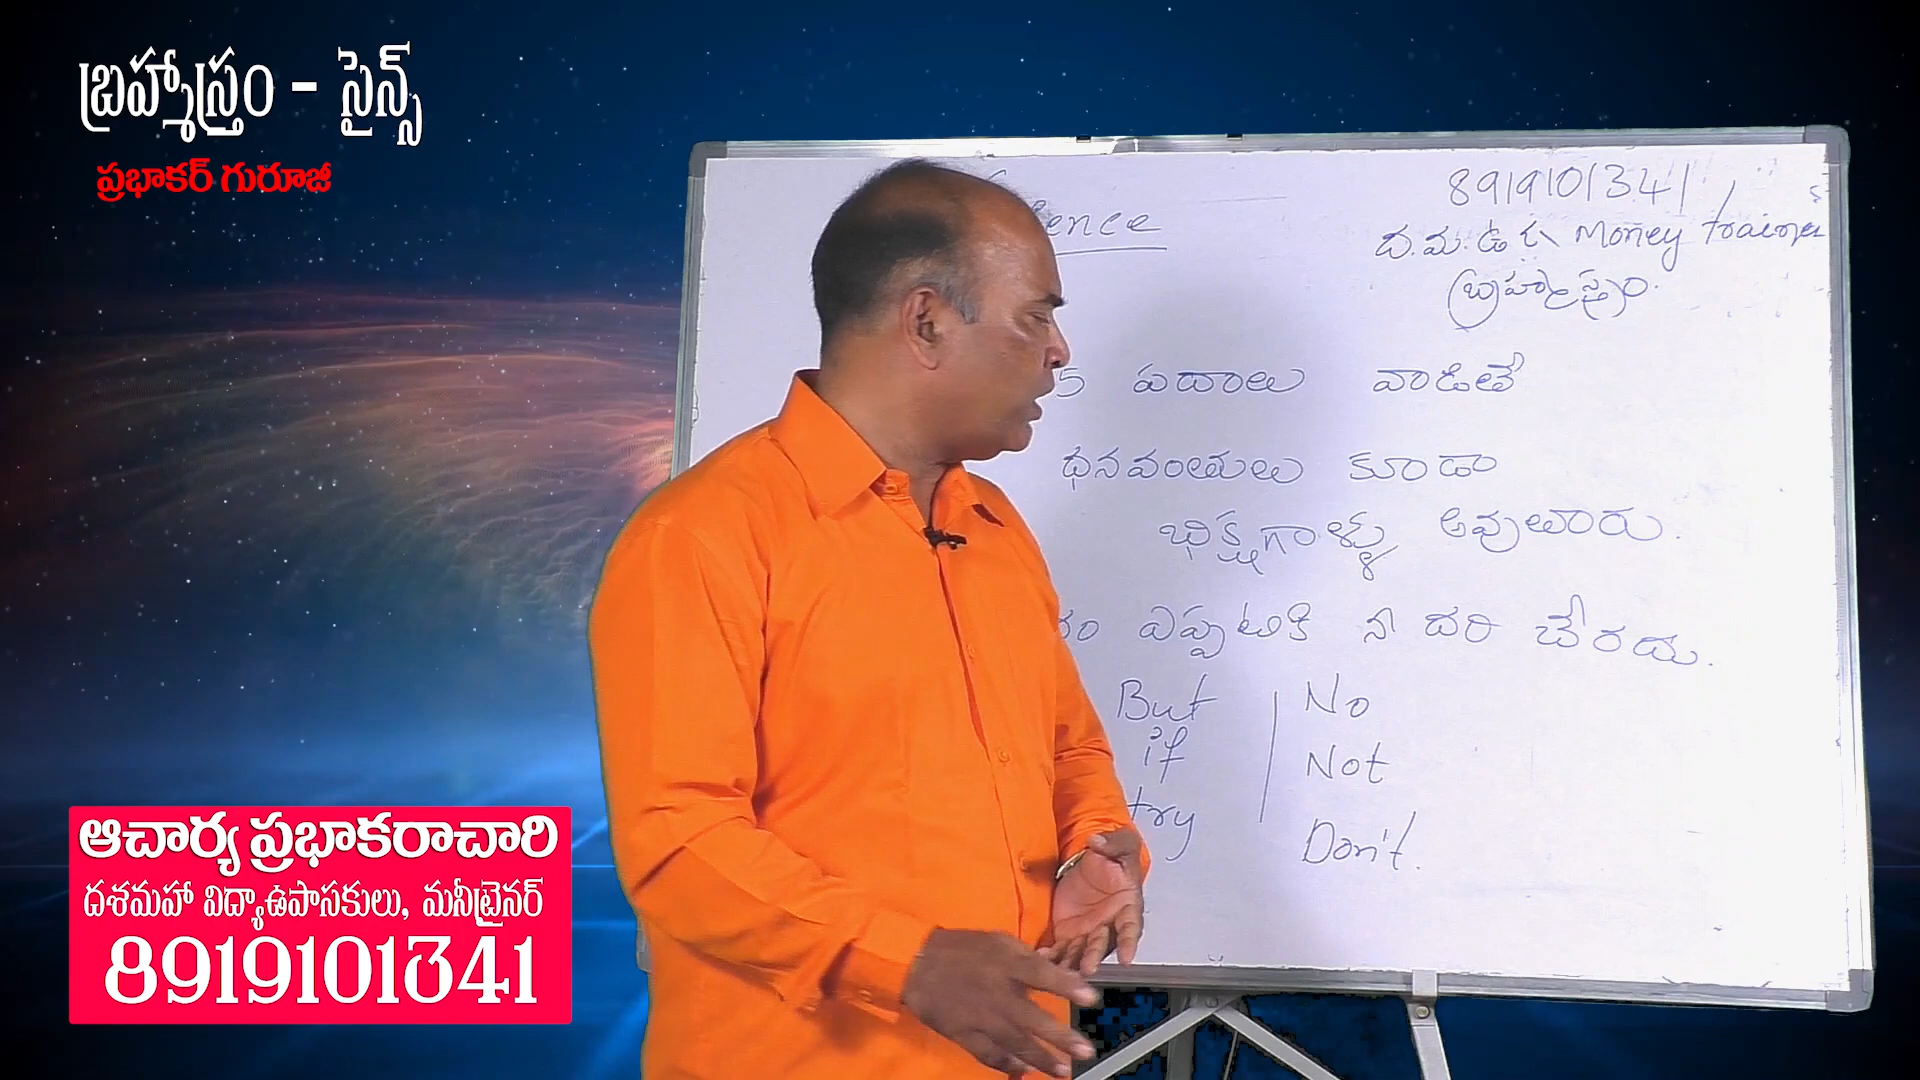 బ్రహ్మాస్త్రం - సైన్స్
ప్రభాకర్ గురూజీ
8919101341
ద.మ.ఉ & Money trainer
బ్రహ్మాస్త్రం.
ence
5 పదాలు వాడితే
ధనవంతులు కూడా
భిక్షగాళ్ళు అవుతారు.
ఎప్పటికి నీ దరి చేరదు.
But
if
try
No
Not
Don't.
ఆచార్య ప్రభాకరాచారి
దశమహా విద్యాఉపాసకులు, మనీట్రైనర్
8919101341